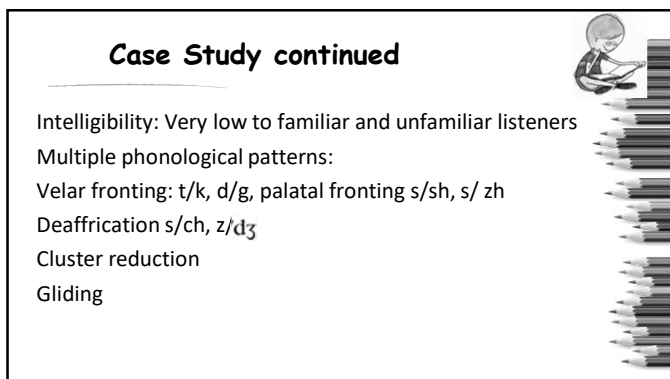 Case Study continued
Intelligibility: Very low to familiar and unfamiliar listeners
Multiple phonological patterns:
Velar fronting: t/k, d/g, palatal fronting s/sh, s/ zh
Deaffrication s/ch, z/dʒ
Cluster reduction
Gliding